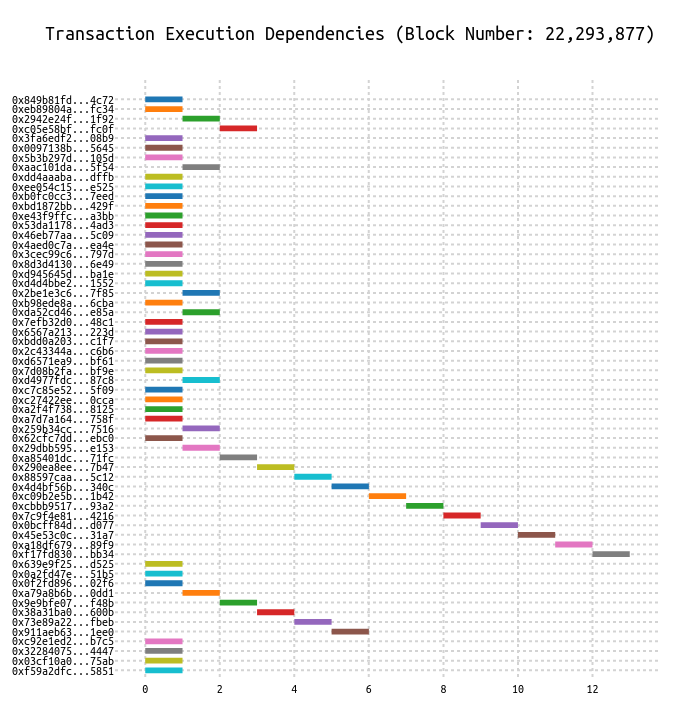 Transaction Execution Dependencies (Block Number: 22,293,877)
0x849b81fd...4c72
0xeb89804a...fc34
0x2942e24f...1f92
0xc05e58bf...fc0f
0x3fa6edf2...08b9
0x0097138b...5645
0x5b3b297d...105d
0xaac101da...5f54
0xdd4aaaba...dffb
0xee054c15...e525
0xb0fc0cc3...7eed
0xbd1872bb...429f
0xe43f9ffc...a3bb
0x53da1178...4ad3
0x46eb77aa...5c09
0x4aed0c7a...ea4e
0x3cec99c6...797d
0x8d3d4130...6e49
0xd945645d...ba1e
0xd4d4bbe2...1552
0x2be1e3c6...7f85
0xb98ede8a...6cba
0xda52cd46...e85a
0x7efb32d0...48c1
0x6567a213...223d
0xbdd0a203...c1f7
0x2c43344a...c6b6
0xd6571ea9...bf61
0x7d08b2fa...bf9e
0xd4977fdc...87c8
0xc7c85e52...5f09
0xc27422ee...0cca
0xa2f4f738...8125
0xa7d7a164...758f
0x259b34cc...7516
0x62cfc7dd...ebc0
0x29dbb595...e153
0xa85401dc...71fc
0x290ea8ee...7b47
0x88597caa...5c12
0x4d4bf56b...340c
0xc09b2e5b...1b42
0xcbbb9517...93a2
0x7c9f4e81...4216
0x0bcff84d...d077
0x45e53c0c...31a7
0xa18df679...89f9
0xf17fd830...bb34
0x639e9f25...d525
0x0a2fd47e...51b5
0x0f2fd896...02f6
0xa79a8b6b...0dd1
0x9e9bfe07...f48b
0x38a31ba0...600b
0x73e89a22...fbeb
0x911aeb63...1ee0
0xc92e1ed2...b7c5
0x32284075...4447
0x03cf10a0...75ab
0xf59a2dfc...5851
0 2 4 6 8 10 12